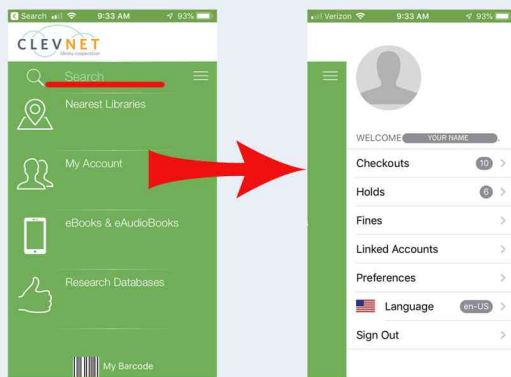 Search 9:33 AM 93%
CLEVNET
library cooperation
Search
Nearest Libraries
My Account
eBooks & eAudioBooks
Research Databases
My Barcode
Verizon 9:33 AM 93%
WELCOME YOUR NAME .
Checkouts 10
Holds 6
Fines
Linked Accounts
Preferences
Language en-US
Sign Out